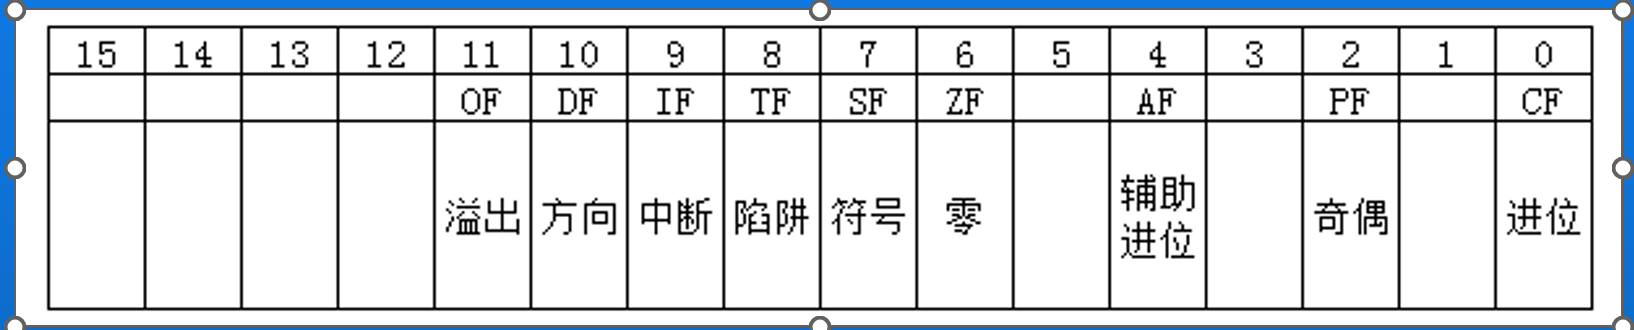 15 14 13 12 11 10 9 8 7 6 5 4 3 2 1 0
OF DF IF TF SF ZF AF PF CF
溢出 方向 中断 陷阱 符号 零 辅助进位 奇偶 进位